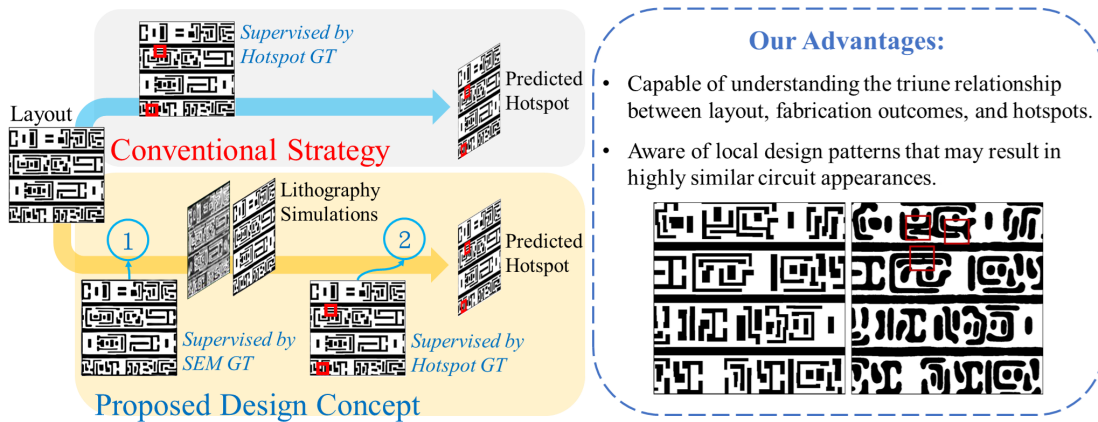 Supervised by
Hotspot GT
Predicted
Hotspot
Layout
Conventional Strategy
Lithography
Simulations
1
2
Predicted
Hotspot
Supervised by
SEM GT
Supervised by
Hotspot GT
Proposed Design Concept
Our Advantages:
• Capable of understanding the triune relationship
between layout, fabrication outcomes, and hotspots.
• Aware of local design patterns that may result in
highly similar circuit appearances.